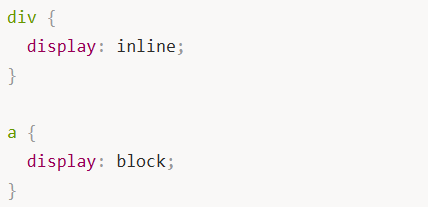 div {
  display: inline;
}

a {
  display: block;
}